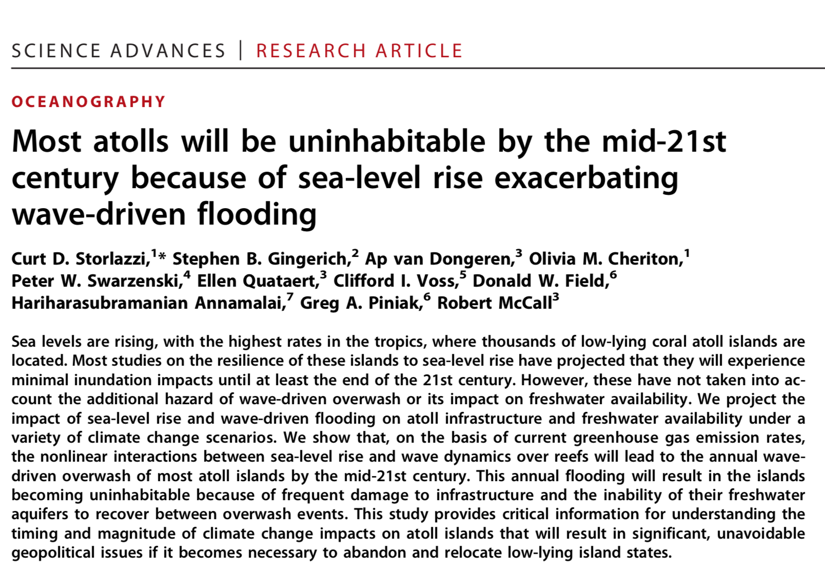 SCIENCE ADVANCES | RESEARCH ARTICLE
OCEANOGRAPHY
Most atolls will be uninhabitable by the mid-21st
century because of sea-level rise exacerbating
wave-driven flooding
Curt D. Storlazzi,¹* Stephen B. Gingerich,² Ap van Dongeren,³ Olivia M. Cheriton,¹
Peter W. Swarzenski,⁴ Ellen Quataert,³ Clifford I. Voss,⁵ Donald W. Field,⁶
Hariharasubramanian Annamalai,⁷ Greg A. Piniak,⁶ Robert McCall³
Sea levels are rising, with the highest rates in the tropics, where thousands of low-lying coral atoll islands are
located. Most studies on the resilience of these islands to sea-level rise have projected that they will experience
minimal inundation impacts until at least the end of the 21st century. However, these have not taken into ac-
count the additional hazard of wave-driven overwash or its impact on freshwater availability. We project the
impact of sea-level rise and wave-driven flooding on atoll infrastructure and freshwater availability under a
variety of climate change scenarios. We show that, on the basis of current greenhouse gas emission rates,
the nonlinear interactions between sea-level rise and wave dynamics over reefs will lead to the annual wave-
driven overwash of most atoll islands by the mid-21st century. This annual flooding will result in the islands
becoming uninhabitable because of frequent damage to infrastructure and the inability of their freshwater
aquifers to recover between overwash events. This study provides critical information for understanding the
timing and magnitude of climate change impacts on atoll islands that will result in significant, unavoidable
geopolitical issues if it becomes necessary to abandon and relocate low-lying island states.